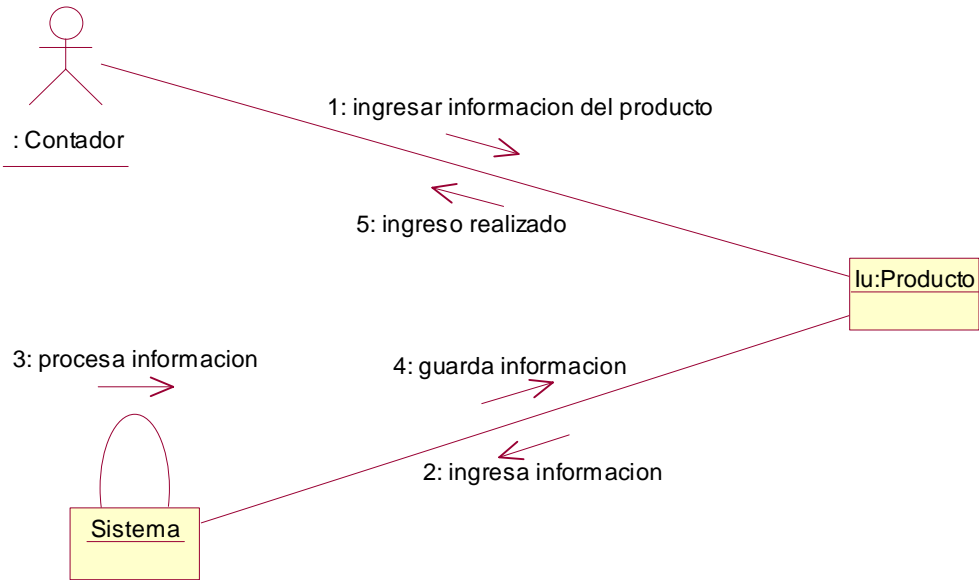 1: ingresar informacion del producto
: Contador
5: ingreso realizado
Iu:Producto
3: procesa informacion
4: guarda informacion
2: ingresa informacion
Sistema